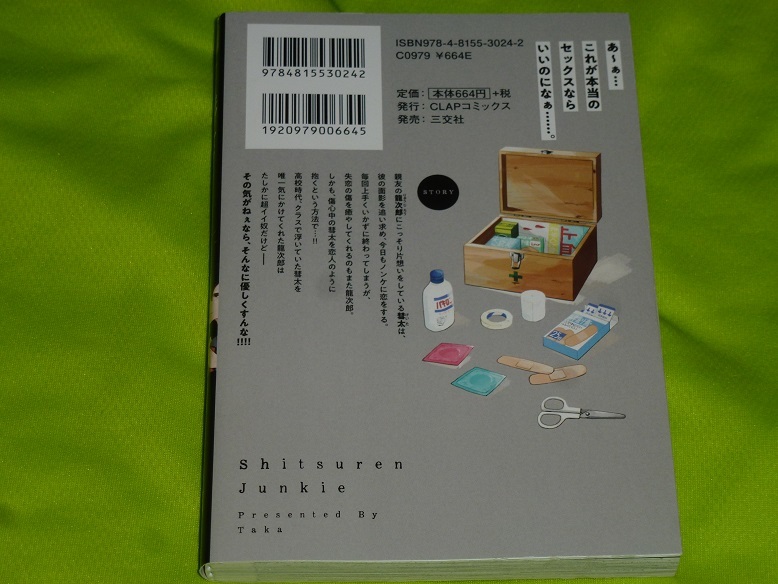 ISBN978-4-8155-3024-2
C0979 ¥664E
9784815530242
1920979006645
定価：本体664円+税
発行：CLAPコミックス
発売：三交社
あ～ぁ…
これが本当の
セックスなら
いいのになぁ……。
STORY
親友の龍次郎にこっそり片想いをしている彗太は、
彼の面影を追い求め、今日もノンケに恋をする。
毎回上手くいかずに終わってしまうが、
失恋の傷を癒やしてくれるのもまた龍次郎。
しかも、傷心中の彗太を恋人のように
抱くという方法で…!!
高校時代、クラスで浮いていた彗太を
唯一気にかけてくれた龍次郎は
たしかに超イイ奴だけど──
その気がねぇなら、そんなに優しくすんな!!!!
Shitsuren
Junkie
Presented By
Taka